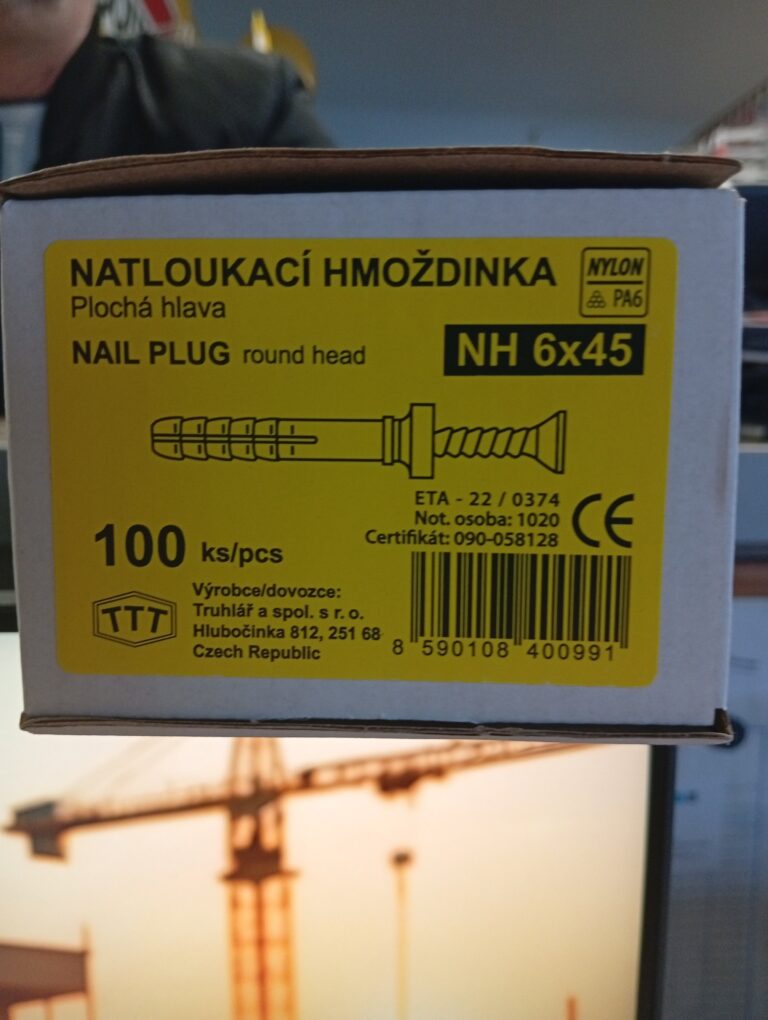 NATLOUKACÍ HMOŽDINKA
Plochá hlava
NYLON
PA6
NAIL PLUG round head
NH 6x45
ETA - 22 / 0374
Not. osoba: 1020
Certifikát: 090-058128
CE
100 ks/pcs
TTT
Výrobce/dovozce:
Truhlář a spol. s r. o.
Hlubočinka 812, 251 68
Czech Republic
8 590108 400991